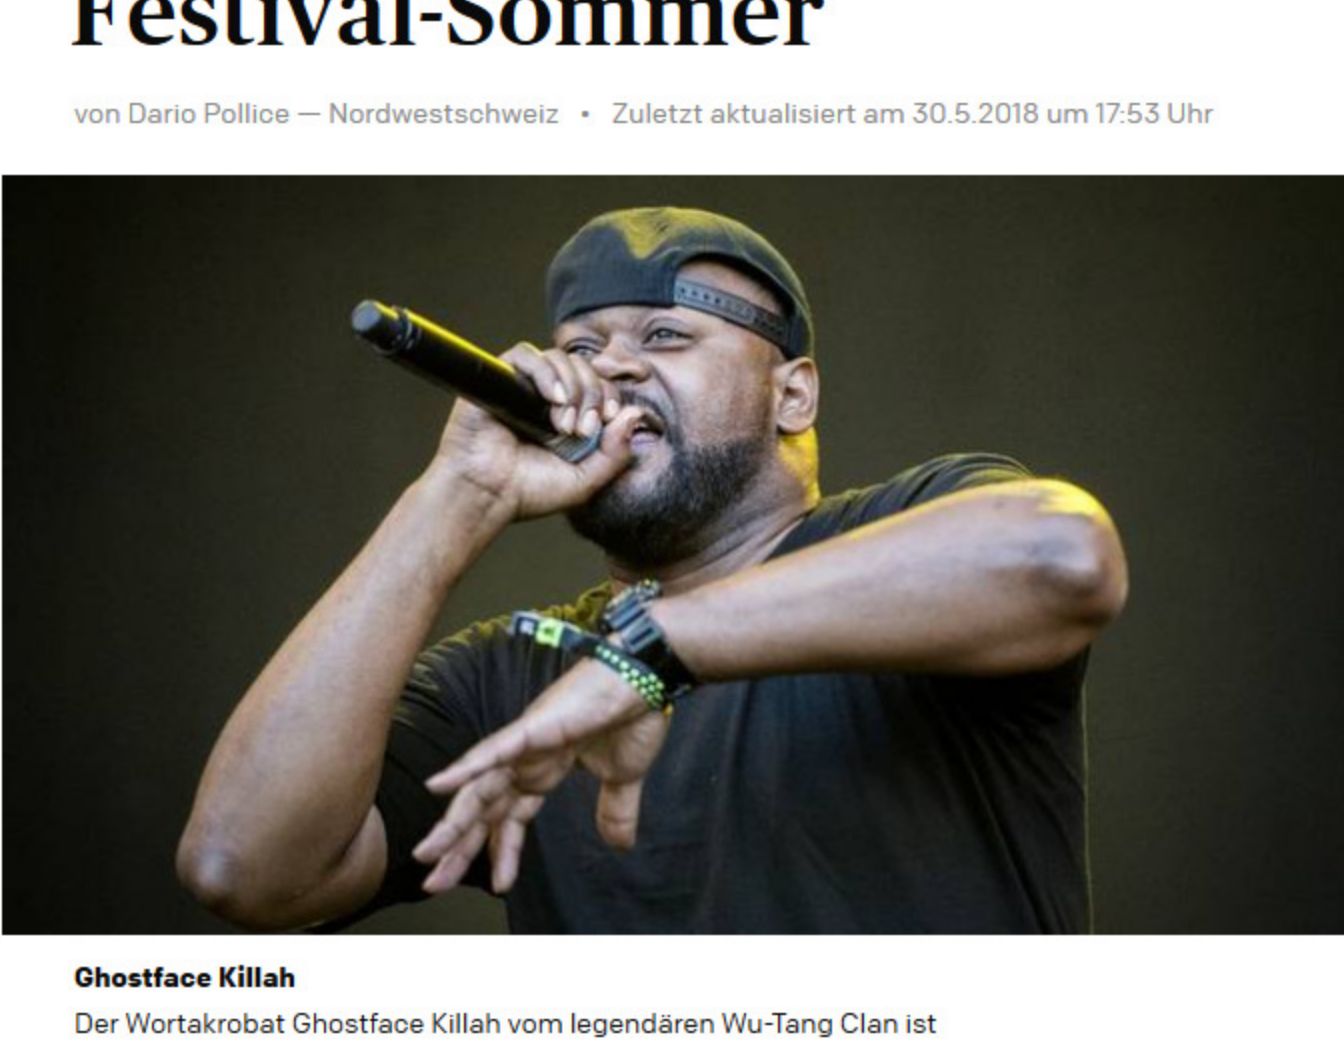 Festival-Sommer
von Dario Pollice — Nordwestschweiz • Zuletzt aktualisiert am 30.5.2018 um 17:53 Uhr
Ghostface Killah
Der Wortakrobat Ghostface Killah vom legendären Wu-Tang Clan ist